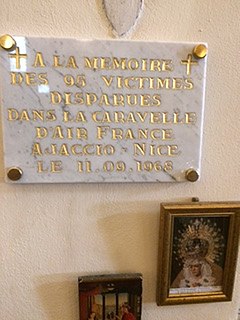 A LA MEMOIRE
DES 95 VICTIMES
DISPARUES
DANS LA CARAVELLE
D'AIR FRANCE
AJACCIO - NICE
LE 11.09.1968